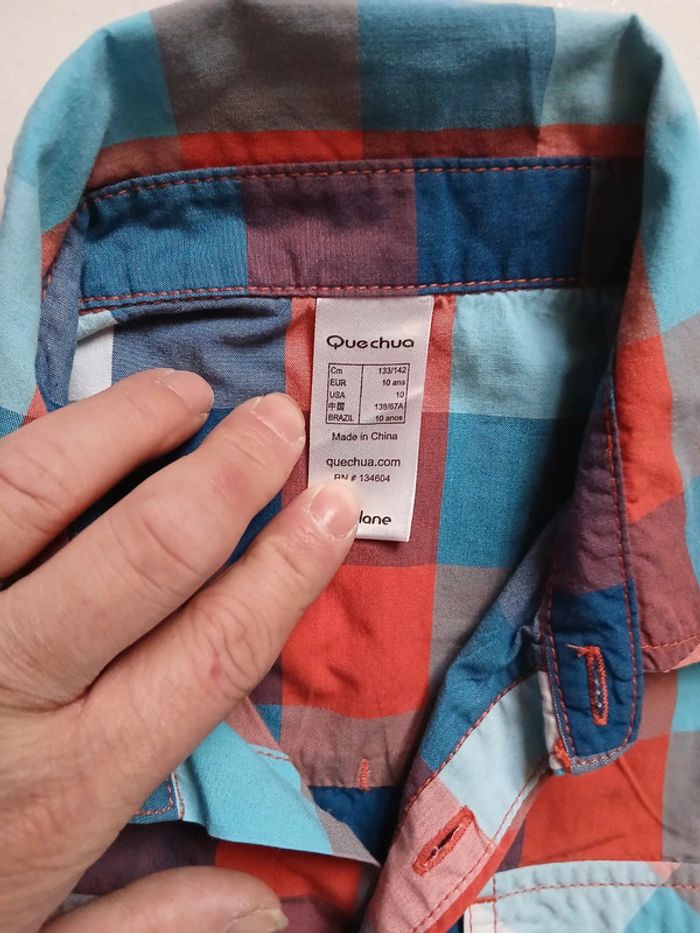 Quechua
Cm 133/142
EUR 10 ans
USA 10
中国 138/67A
BRAZIL 10 anos
Made in China
quechua.com
RN # 134604
lane